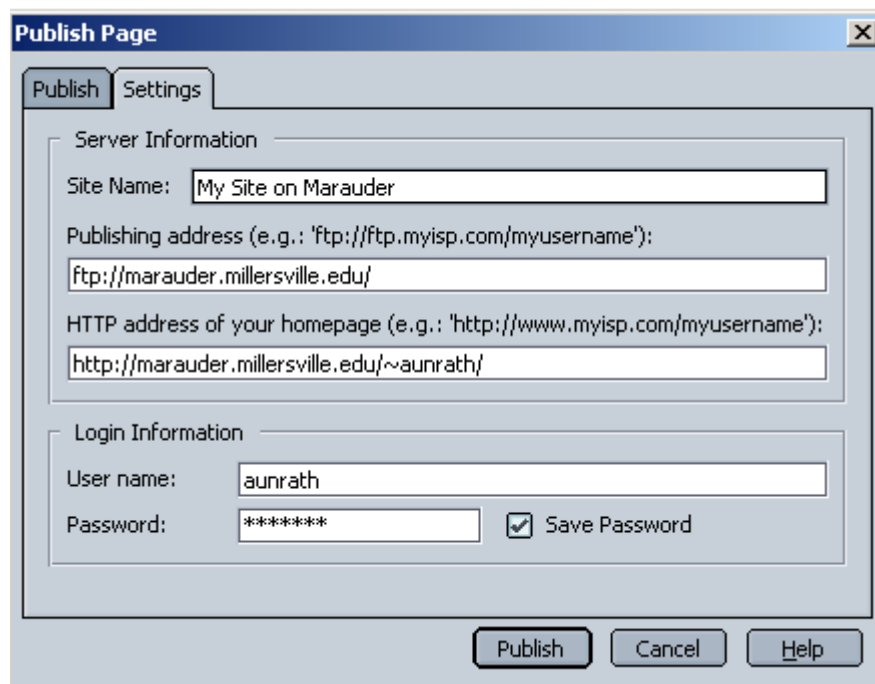 Publish Page
Publish Settings
Server Information
Site Name: My Site on Marauder
Publishing address (e.g.: 'ftp://ftp.myisp.com/myusername'):
ftp://marauder.millersville.edu/
HTTP address of your homepage (e.g.: 'http://www.myisp.com/myusername'):
http://marauder.millersville.edu/~aunrath/
Login Information
User name: aunrath
Password: ******* Save Password
Publish Cancel Help